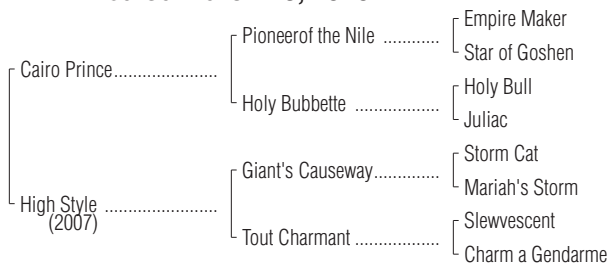 Empire Maker
Pioneerof the Nile ............
Star of Goshen
Cairo Prince......................
Holy Bull
Holy Bubbette ..................
Juliac
Storm Cat
Giant's Causeway..............
Mariah's Storm
High Style ........................
(2007)
Slewvescent
Tout Charmant ..................
Charm a Gendarme